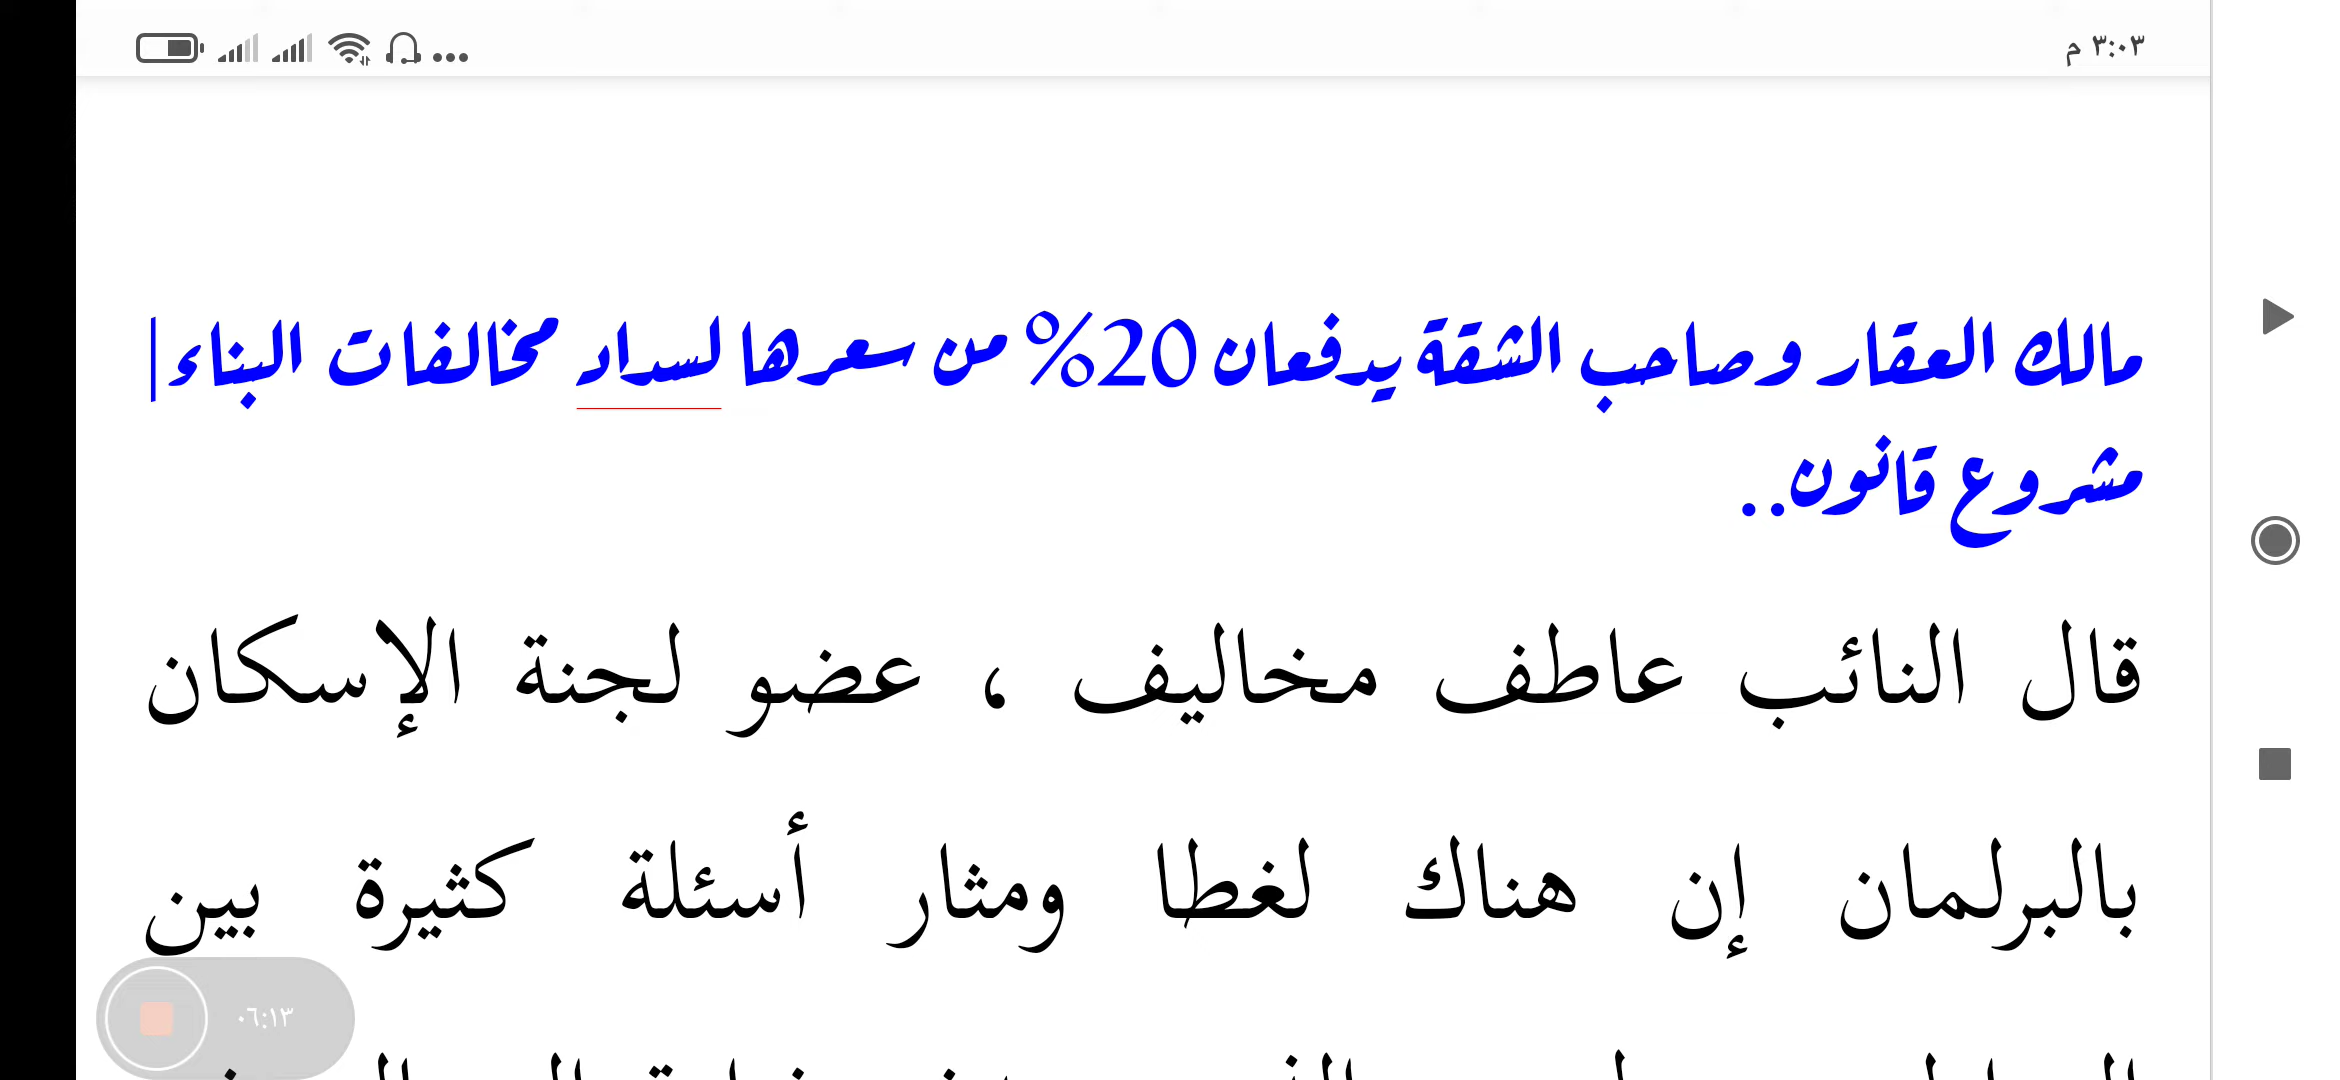 ٣:٠٣ م
مالك العقار وصاحب الشقة يدفعان 20% من سعرها لسداد مخالفات البناء|
مشروع قانون..
قال النائب عاطف مخاليف ، عضو لجنة الإسكان
بالبرلمان إن هناك لغطا ومثار أسئلة كثيرة بين
٠٦:١٣